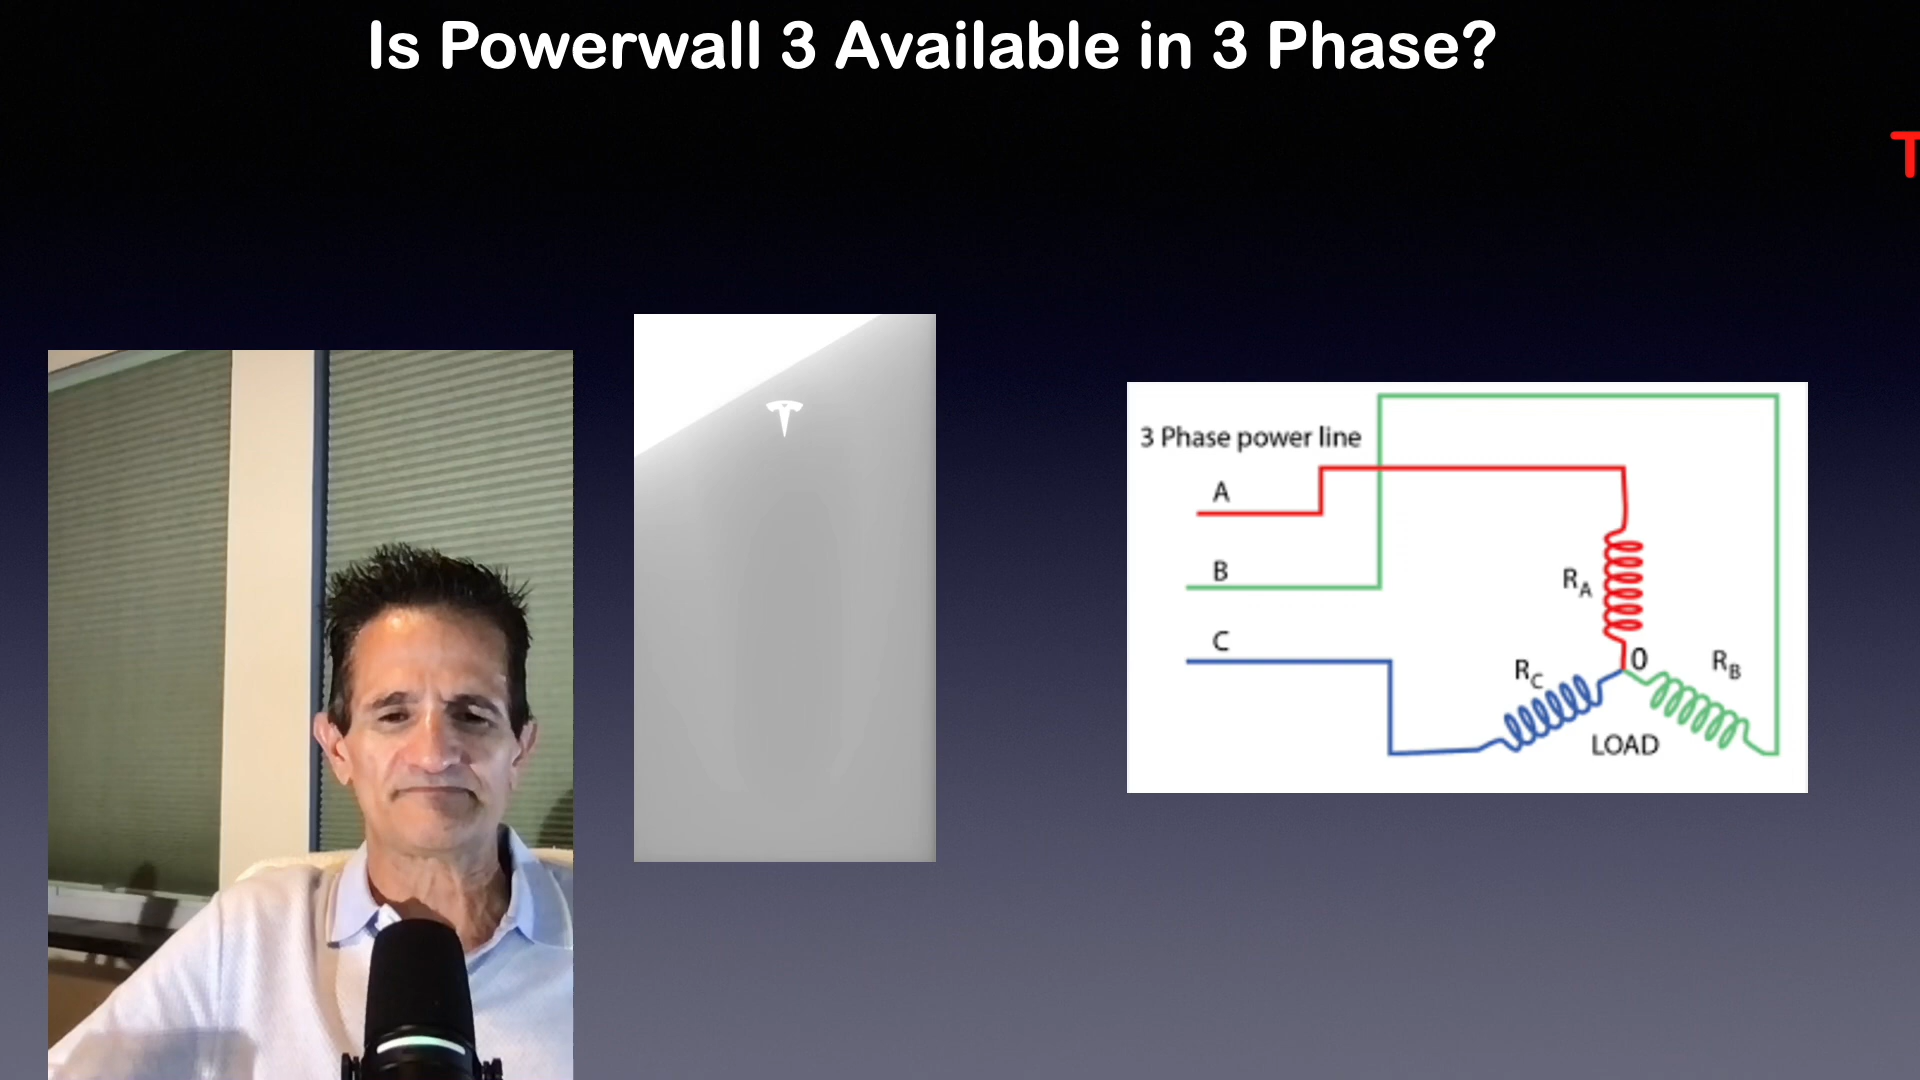 Is Powerwall 3 Available in 3 Phase?
T
3 Phase power line
A
B
C
RA
0
RC
RB
LOAD